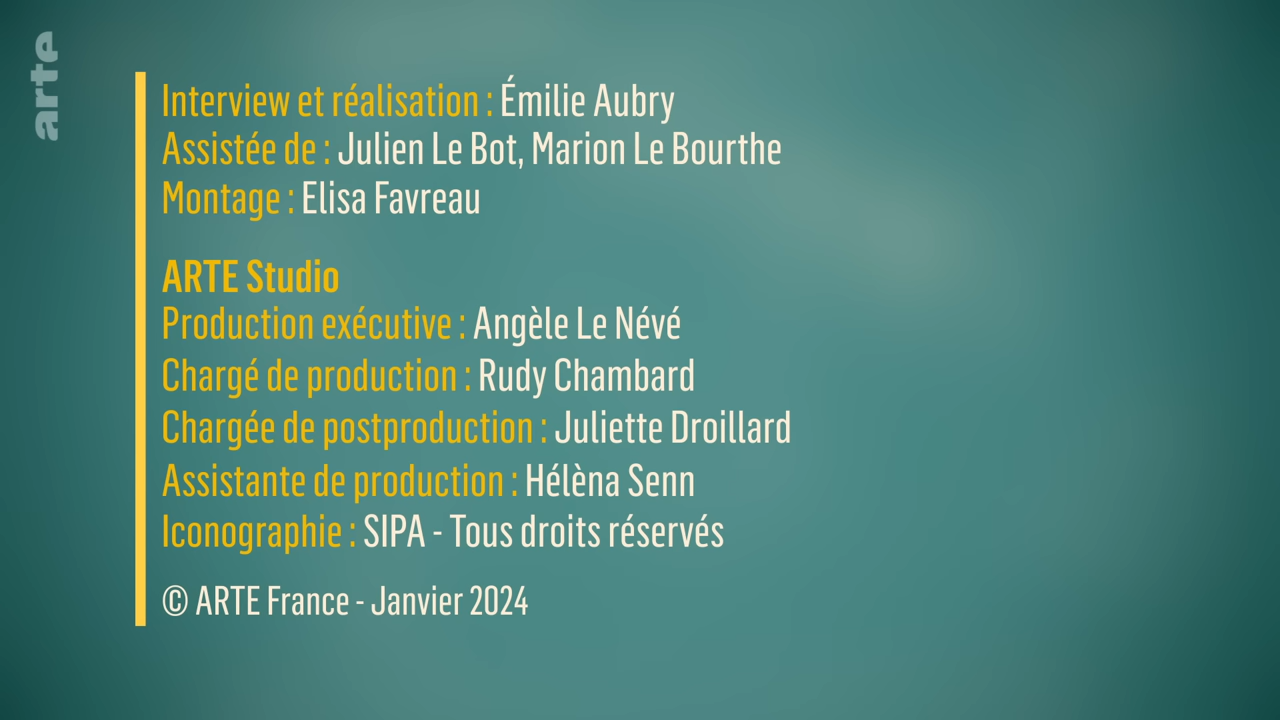 arte
Interview et réalisation : Émilie Aubry
Assistée de : Julien Le Bot, Marion Le Bourthe
Montage : Elisa Favreau
ARTE Studio
Production exécutive : Angèle Le Névé
Chargé de production : Rudy Chambard
Chargée de postproduction : Juliette Droillard
Assistante de production : Hélèna Senn
Iconographie : SIPA - Tous droits réservés
© ARTE France - Janvier 2024